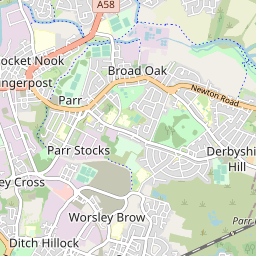 A58
ocket Nook
Broad Oak
ngerpost
Newton Road
Parr
Parr Stocks
Derbyshi
Hill
ey Cross
Worsley Brow
Parr
Ditch Hillock